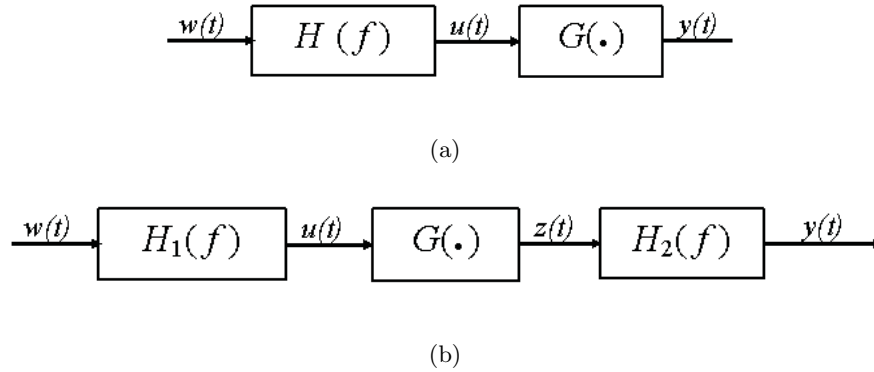 w(t) H (f) u(t) G(•) y(t)
(a)
w(t) H₁(f) u(t) G(•) z(t) H₂(f) y(t)
(b)